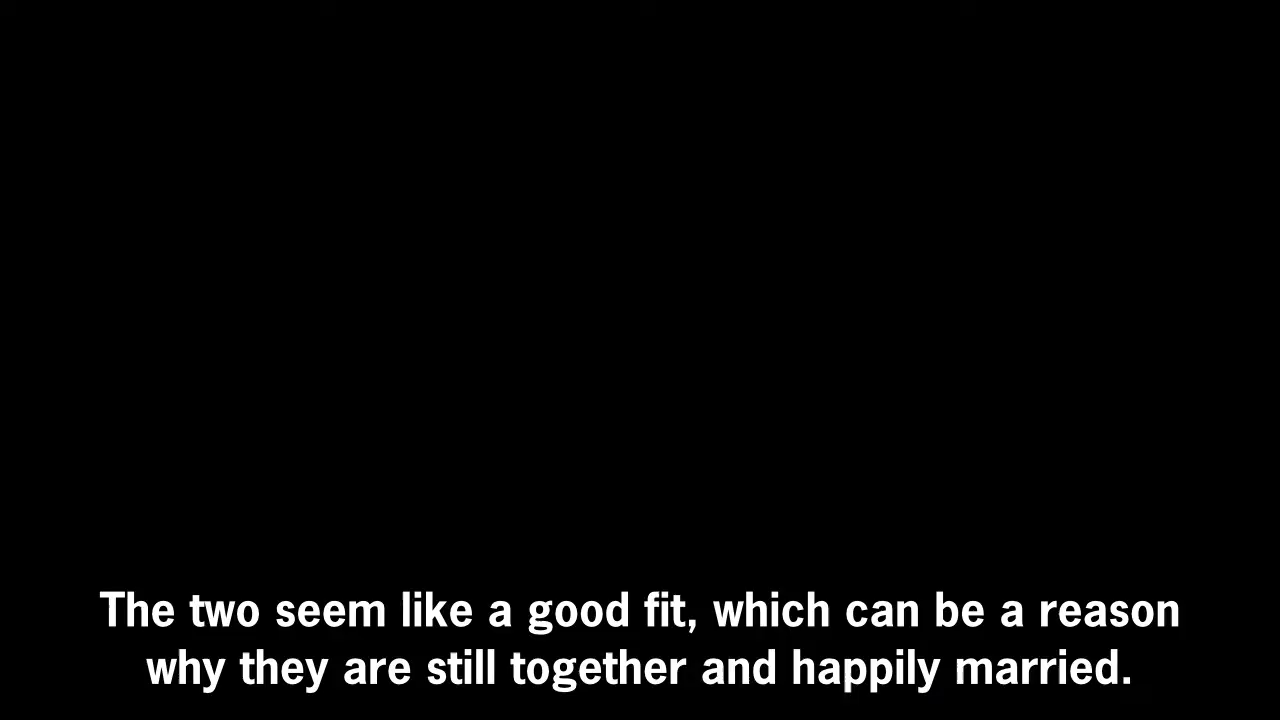 The two seem like a good fit, which can be a reason
why they are still together and happily married.